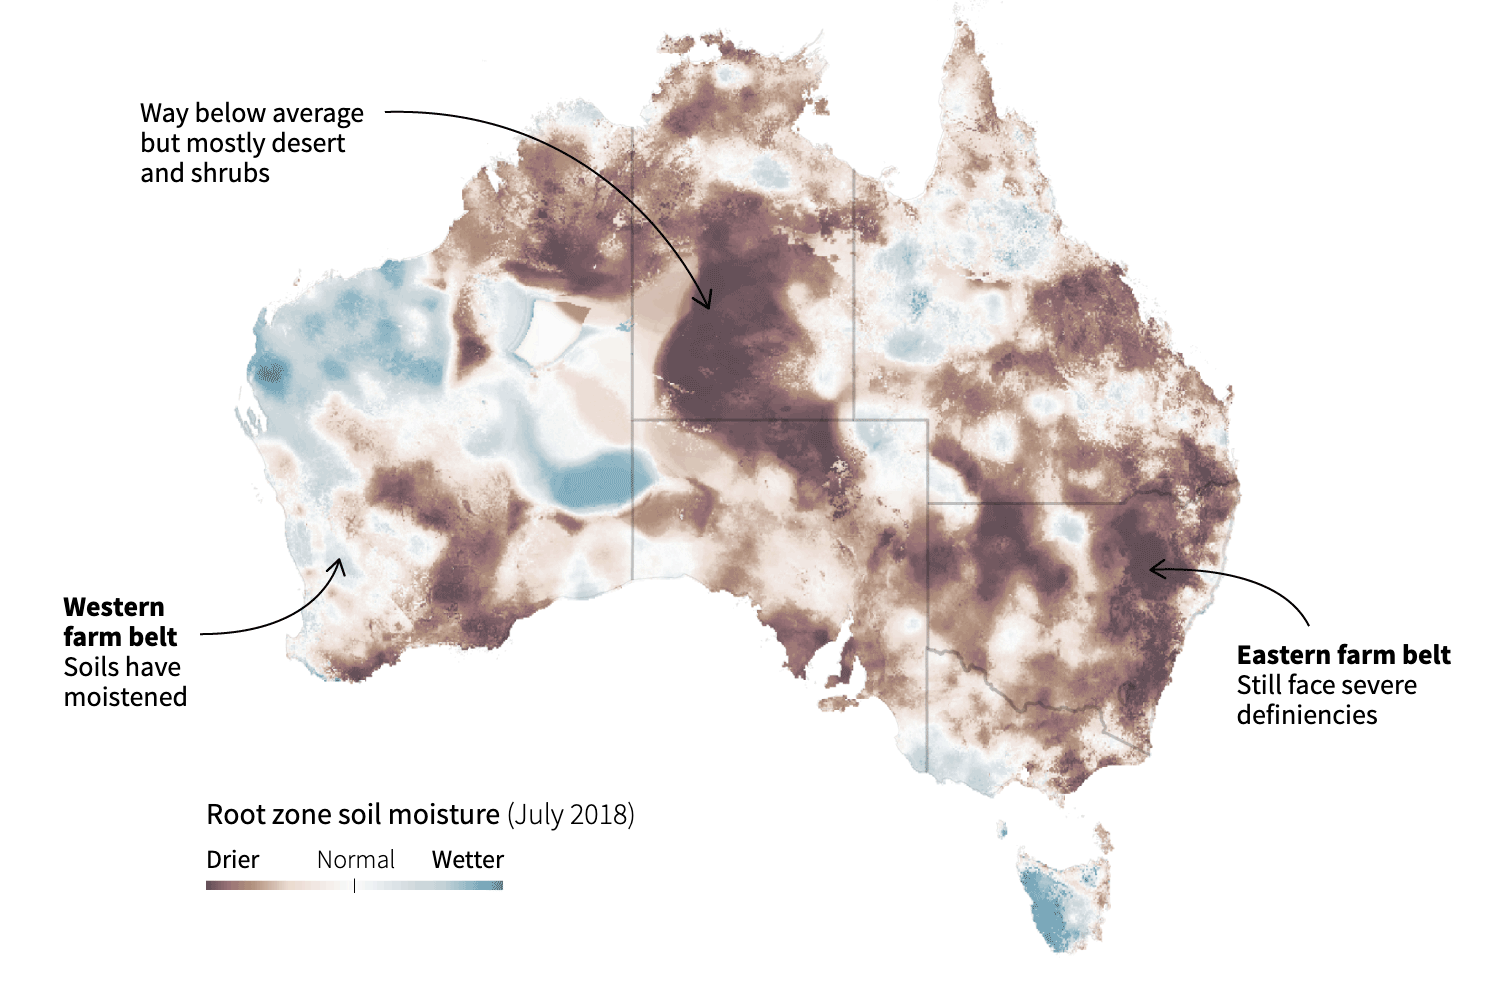 Way below average
but mostly desert
and shrubs
Western
farm belt
Soils have
moistened
Eastern farm belt
Still face severe
definiencies
Root zone soil moisture (July 2018)
Drier Normal Wetter